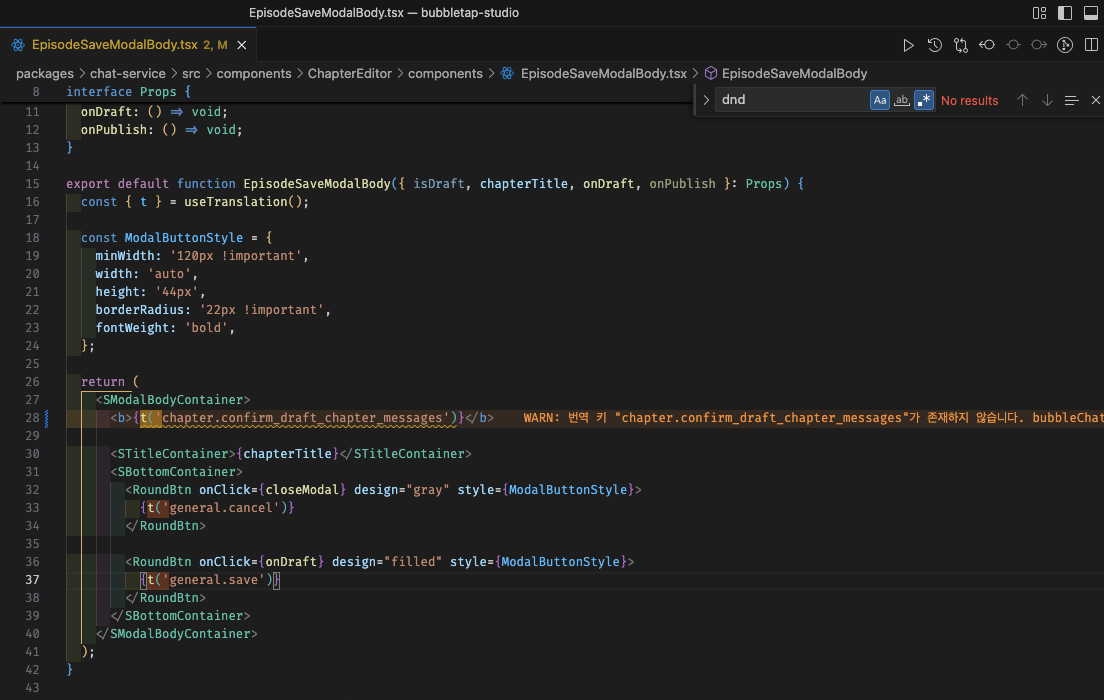 EpisodeSaveModalBody.tsx — bubbletap-studio
EpisodeSaveModalBody.tsx 2, M
packages > chat-service > src > components > ChapterEditor > components > EpisodeSaveModalBody.tsx > EpisodeSaveModalBody
dnd
Aa
ab
.*
No results
8 interface Props {
11 onDraft: () => void;
12 onPublish: () => void;
13 }
14
15 export default function EpisodeSaveModalBody({ isDraft, chapterTitle, onDraft, onPublish }: Props) {
16 const { t } = useTranslation();
17
18 const ModalButtonStyle = {
19 minWidth: '120px !important',
20 width: 'auto',
21 height: '44px',
22 borderRadius: '22px !important',
23 fontWeight: 'bold',
24 };
25
26 return (
27 <SModalBodyContainer>
28 <b>{t('chapter.confirm_draft_chapter_messages')}</b> WARN: 번역 키 "chapter.confirm_draft_chapter_messages"가 존재하지 않습니다. bubbleChat
29
30 <STitleContainer>{chapterTitle}</STitleContainer>
31 <SBottomContainer>
32 <RoundBtn onClick={closeModal} design="gray" style={ModalButtonStyle}>
33 {t('general.cancel')}
34 </RoundBtn>
35
36 <RoundBtn onClick={onDraft} design="filled" style={ModalButtonStyle}>
37 {t('general.save')}
38 </RoundBtn>
39 </SBottomContainer>
40 </SModalBodyContainer>
41 );
42 }
43